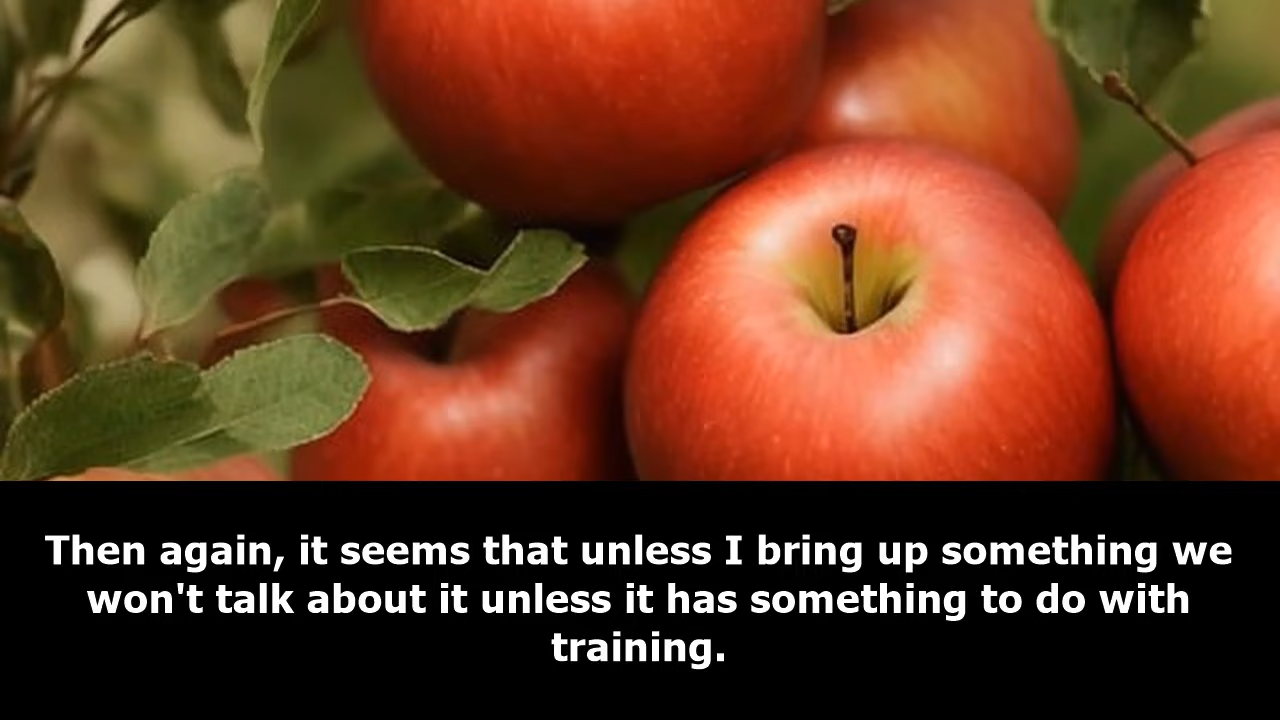 Then again, it seems that unless I bring up something we
won't talk about it unless it has something to do with
training.